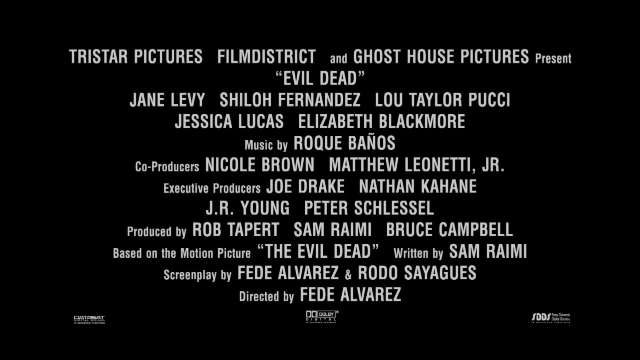 TRISTAR PICTURES FILMDISTRICT and GHOST HOUSE PICTURES Present
“EVIL DEAD”
JANE LEVY SHILOH FERNANDEZ LOU TAYLOR PUCCI
JESSICA LUCAS ELIZABETH BLACKMORE
Music by ROQUE BAÑOS
Co-Producers NICOLE BROWN MATTHEW LEONETTI, JR.
Executive Producers JOE DRAKE NATHAN KAHANE
J.R. YOUNG PETER SCHLESSEL
Produced by ROB TAPERT SAM RAIMI BRUCE CAMPBELL
Based on the Motion Picture “THE EVIL DEAD” Written by SAM RAIMI
Screenplay by FEDE ALVAREZ & RODO SAYAGUES
Directed by FEDE ALVAREZ
DOLBY
DIGITAL
SDDS